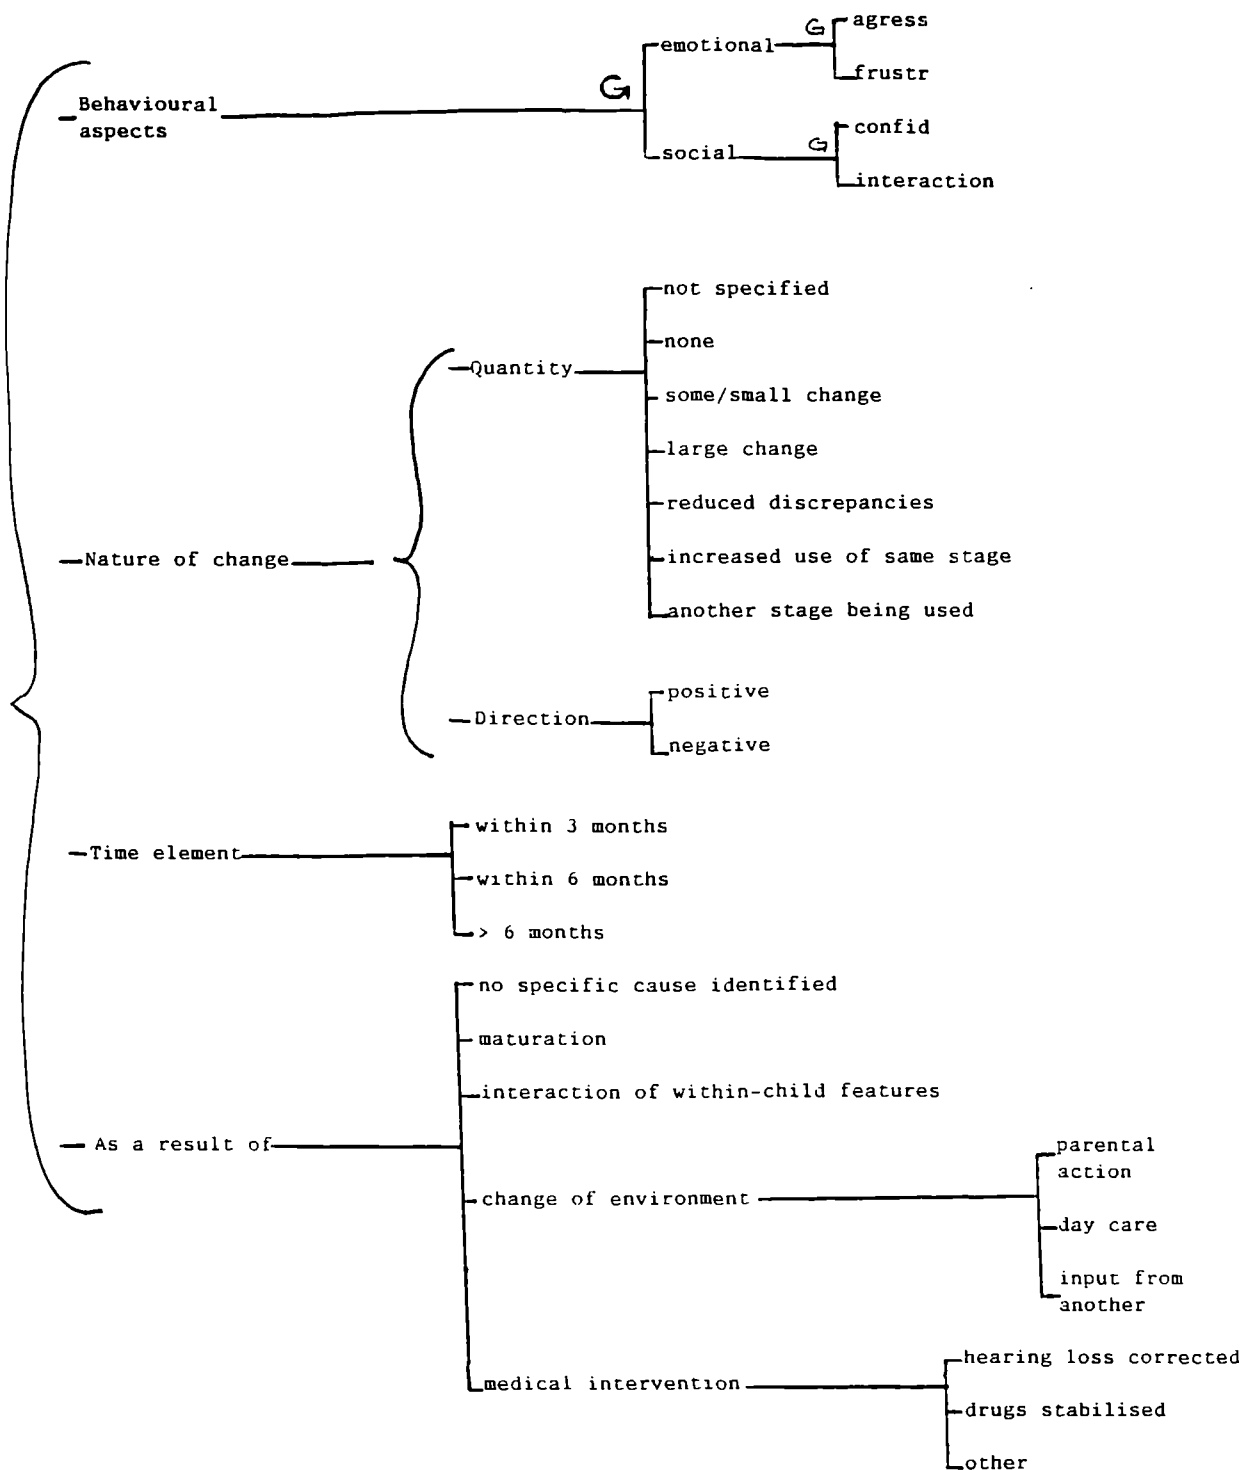 G agress
emotional
frustr
G
Behavioural
aspects
G confid
social
interaction
not specified
none
Quantity
some/small change
large change
reduced discrepancies
Nature of change
increased use of same stage
another stage being used
positive
Direction
negative
within 3 months
Time element
within 6 months
> 6 months
no specific cause identified
maturation
interaction of within-child features
As a result of
parental
action
change of environment
day care
input from
another
hearing loss corrected
medical intervention
drugs stabilised
other